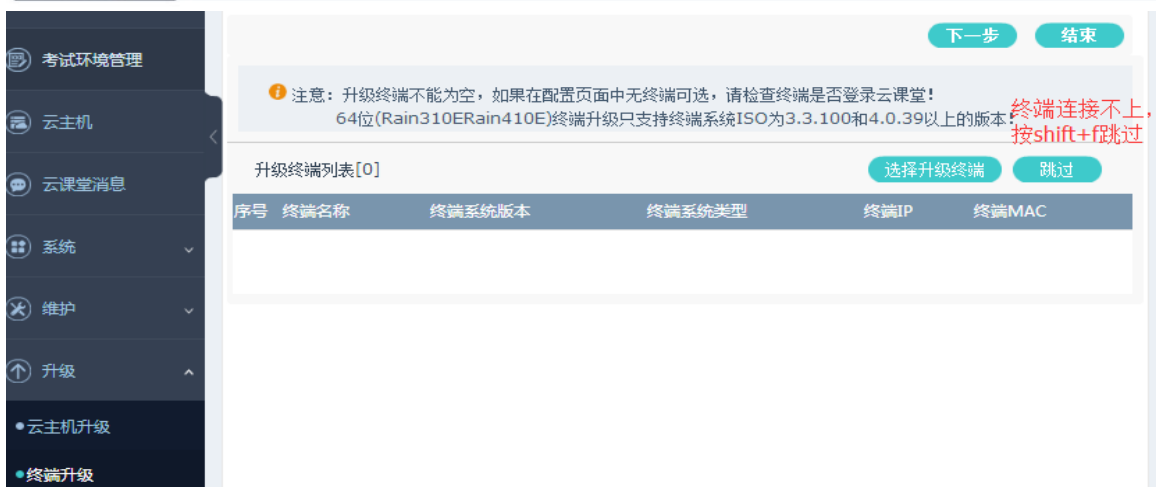 下一步 结束
考试环境管理
注意：升级终端不能为空，如果在配置页面中无终端可选，请检查终端是否登录云课堂！
64位(Rain310ERain410E)终端升级只支持终端系统ISO为3.3.100和4.0.39以上的版本！
终端连接不上，
按shift+f跳过
云主机
升级终端列表[0] 选择升级终端 跳过
云课堂消息
序号 终端名称 终端系统版本 终端系统类型 终端IP 终端MAC
系统
维护
升级
云主机升级
终端升级